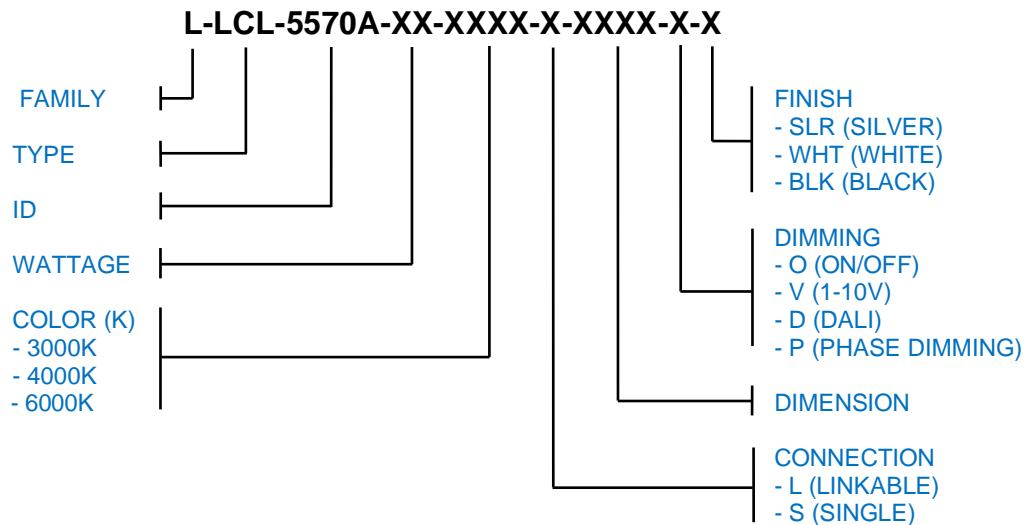 L-LCL-5570A-XX-XXXX-X-XXXX-X-X
FAMILY
TYPE
ID
WATTAGE
COLOR (K)
- 3000K
- 4000K
- 6000K
FINISH
- SLR (SILVER)
- WHT (WHITE)
- BLK (BLACK)
DIMMING
- O (ON/OFF)
- V (1-10V)
- D (DALI)
- P (PHASE DIMMING)
DIMENSION
CONNECTION
- L (LINKABLE)
- S (SINGLE)